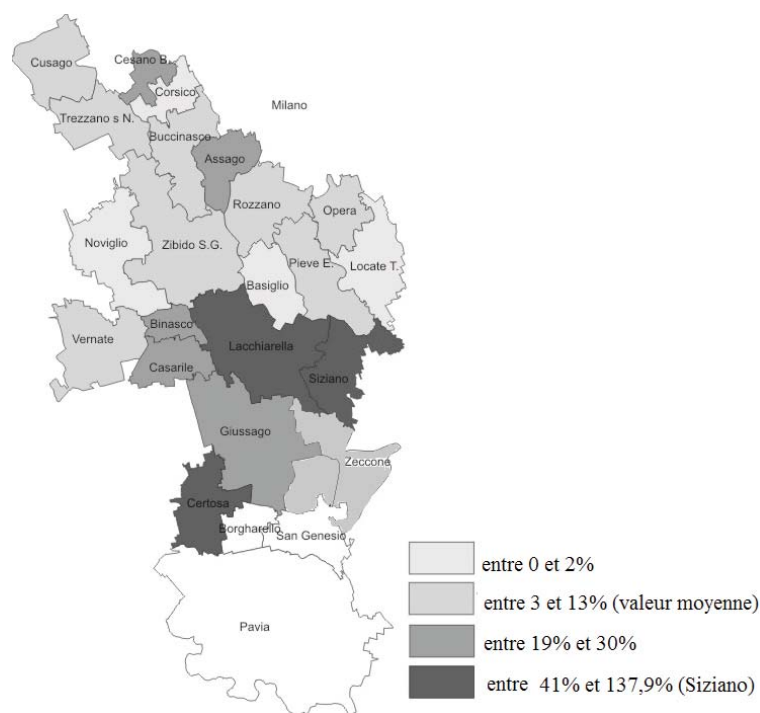 Cusago
Cesano B.
Corsico
Milano
Trezzano s N.
Buccinasco
Assago
Rozzano
Opera
Noviglio
Zibido S.G.
Pieve E.
Locate T.
Basiglio
Binasco
Vernate
Lacchiarella
Casarile
Siziano
Giussago
Zeccone
Certosa
Borgharello
San Genesio
Pavia
entre 0 et 2%
entre 3 et 13% (valeur moyenne)
entre 19% et 30%
entre 41% et 137,9% (Siziano)